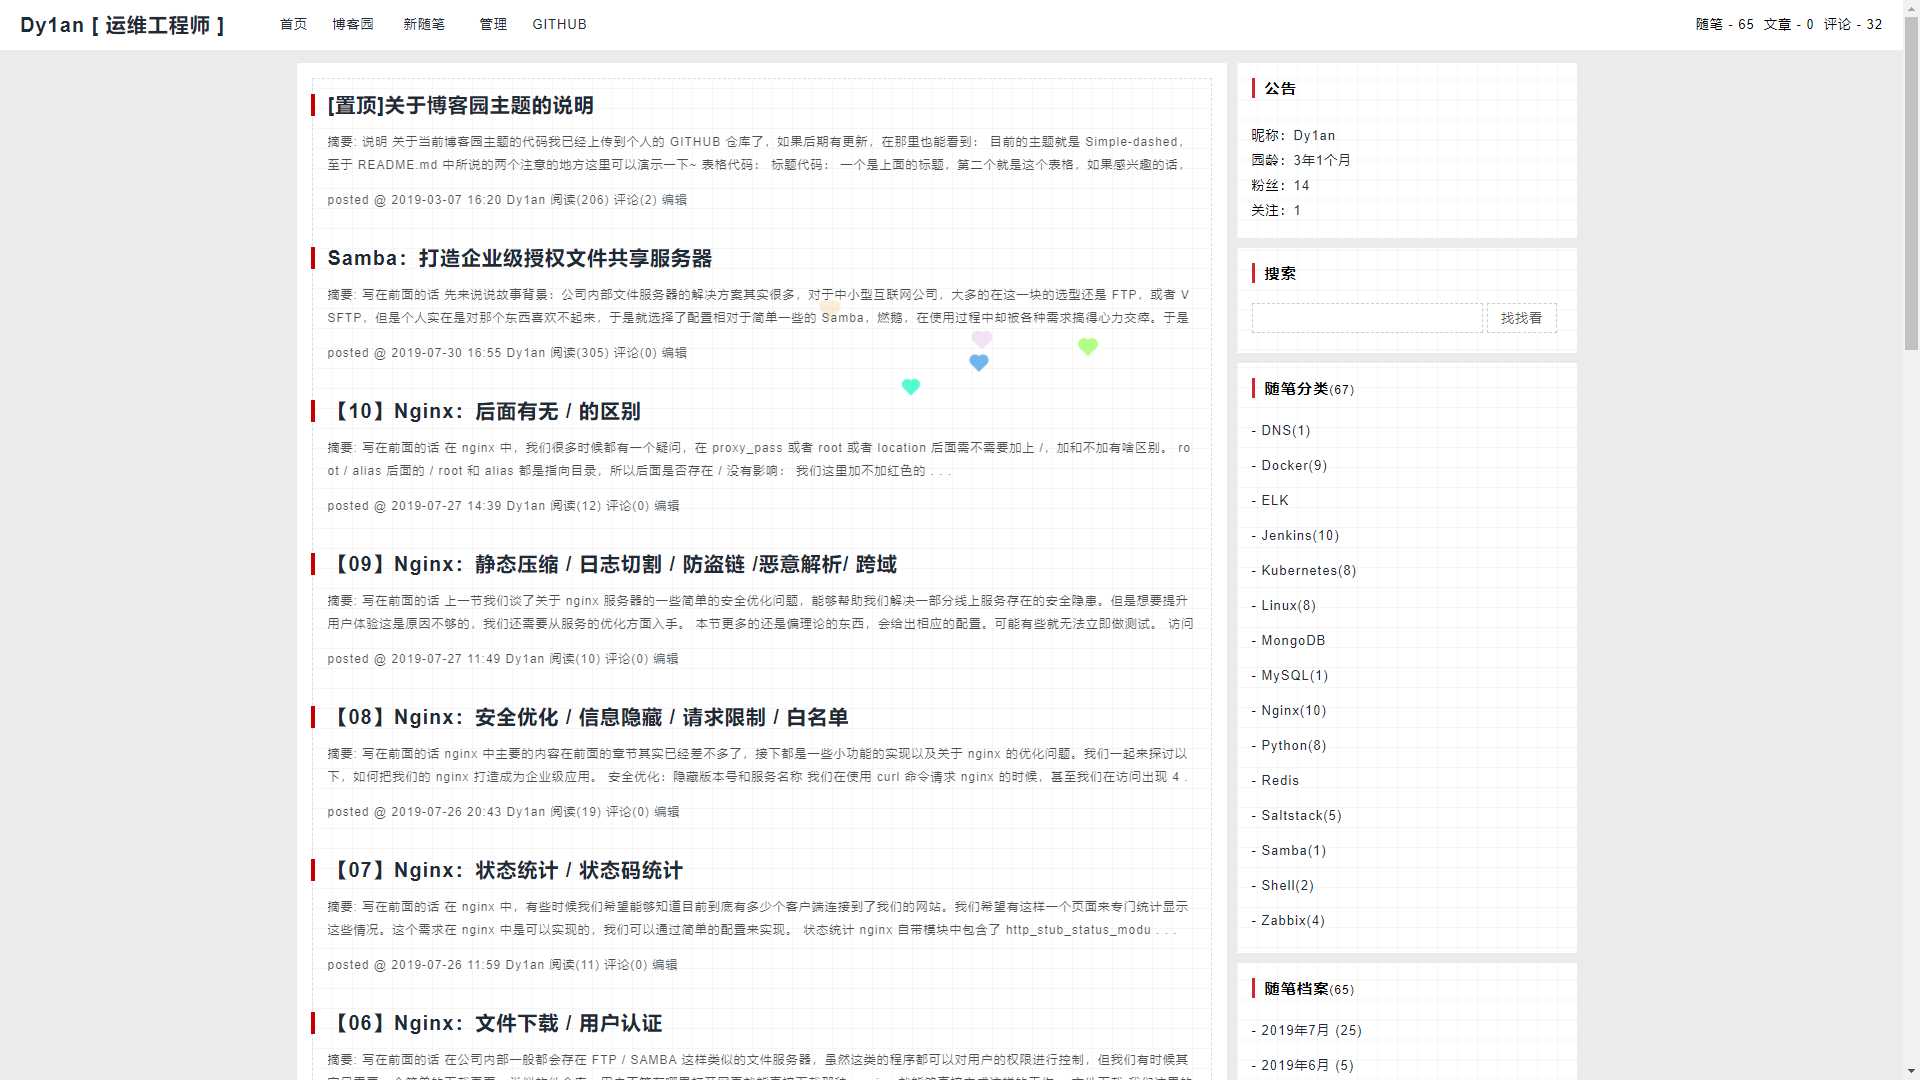 Dy1an [ 运维工程师 ]
首页 博客园 新随笔 管理 GITHUB
随笔 - 65 文章 - 0 评论 - 32
[置顶]关于博客园主题的说明
摘要: 说明 关于当前博客园主题的代码我已经上传到个人的 GITHUB 仓库了，如果后期有更新，在那里也能看到： 目前的主题就是 Simple-dashed，
至于 README.md 中所说的两个注意的地方这里可以演示一下~ 表格代码： 标题代码： 一个是上面的标题，第二个就是这个表格，如果感兴趣的话，
posted @ 2019-03-07 16:20 Dy1an 阅读(206) 评论(2) 编辑
Samba：打造企业级授权文件共享服务器
摘要: 写在前面的话 先来说说故事背景：公司内部文件服务器的解决方案其实很多，对于中小型互联网公司，大多的在这一块的选型还是 FTP，或者 V
SFTP，但是个人实在是对那个东西喜欢不起来，于是就选择了配置相对于简单一些的 Samba，燃鹅，在使用过程中却被各种需求搞得心力交瘁。于是
posted @ 2019-07-30 16:55 Dy1an 阅读(305) 评论(0) 编辑
【10】Nginx：后面有无 / 的区别
摘要: 写在前面的话 在 nginx 中，我们很多时候都有一个疑问，在 proxy_pass 或者 root 或者 location 后面需不需要加上 /，加和不加有啥区别。 ro
ot / alias 后面的 / root 和 alias 都是指向目录，所以后面是否存在 / 没有影响： 我们这里加不加红色的 . . .
posted @ 2019-07-27 14:39 Dy1an 阅读(12) 评论(0) 编辑
【09】Nginx：静态压缩 / 日志切割 / 防盗链 /恶意解析/ 跨域
摘要: 写在前面的话 上一节我们谈了关于 nginx 服务器的一些简单的安全优化问题，能够帮助我们解决一部分线上服务存在的安全隐患。但是想要提升
用户体验这是原因不够的，我们还需要从服务的优化方面入手。 本节更多的还是偏理论的东西，会给出相应的配置。可能有些就无法立即做测试。 访问
posted @ 2019-07-27 11:49 Dy1an 阅读(10) 评论(0) 编辑
【08】Nginx：安全优化 / 信息隐藏 / 请求限制 / 白名单
摘要: 写在前面的话 nginx 中主要的内容在前面的章节其实已经差不多了，接下都是一些小功能的实现以及关于 nginx 的优化问题。我们一起来探讨以
下，如何把我们的 nginx 打造成为企业级应用。 安全优化：隐藏版本号和服务名称 我们在使用 curl 命令请求 nginx 的时候，甚至我们在访问出现 4 .
posted @ 2019-07-26 20:43 Dy1an 阅读(19) 评论(0) 编辑
【07】Nginx：状态统计 / 状态码统计
摘要: 写在前面的话 在 nginx 中，有些时候我们希望能够知道目前到底有多少个客户端连接到了我们的网站。我们希望有这样一个页面来专门统计显示
这些情况。这个需求在 nginx 中是可以实现的，我们可以通过简单的配置来实现。 状态统计 nginx 自带模块中包含了 http_stub_status_modu . . .
posted @ 2019-07-26 11:59 Dy1an 阅读(11) 评论(0) 编辑
【06】Nginx：文件下载 / 用户认证
摘要: 写在前面的话 在公司内部一般都会存在 FTP / SAMBA 这样类似的文件服务器，虽然这类的程序都可以对用户的权限进行控制，但我们有时候其
公告
昵称：Dy1an
园龄：3年1个月
粉丝：14
关注：1
搜索
找找看
随笔分类(67)
- DNS(1)
- Docker(9)
- ELK
- Jenkins(10)
- Kubernetes(8)
- Linux(8)
- MongoDB
- MySQL(1)
- Nginx(10)
- Python(8)
- Redis
- Saltstack(5)
- Samba(1)
- Shell(2)
- Zabbix(4)
随笔档案(65)
- 2019年7月 (25)
- 2019年6月 (5)